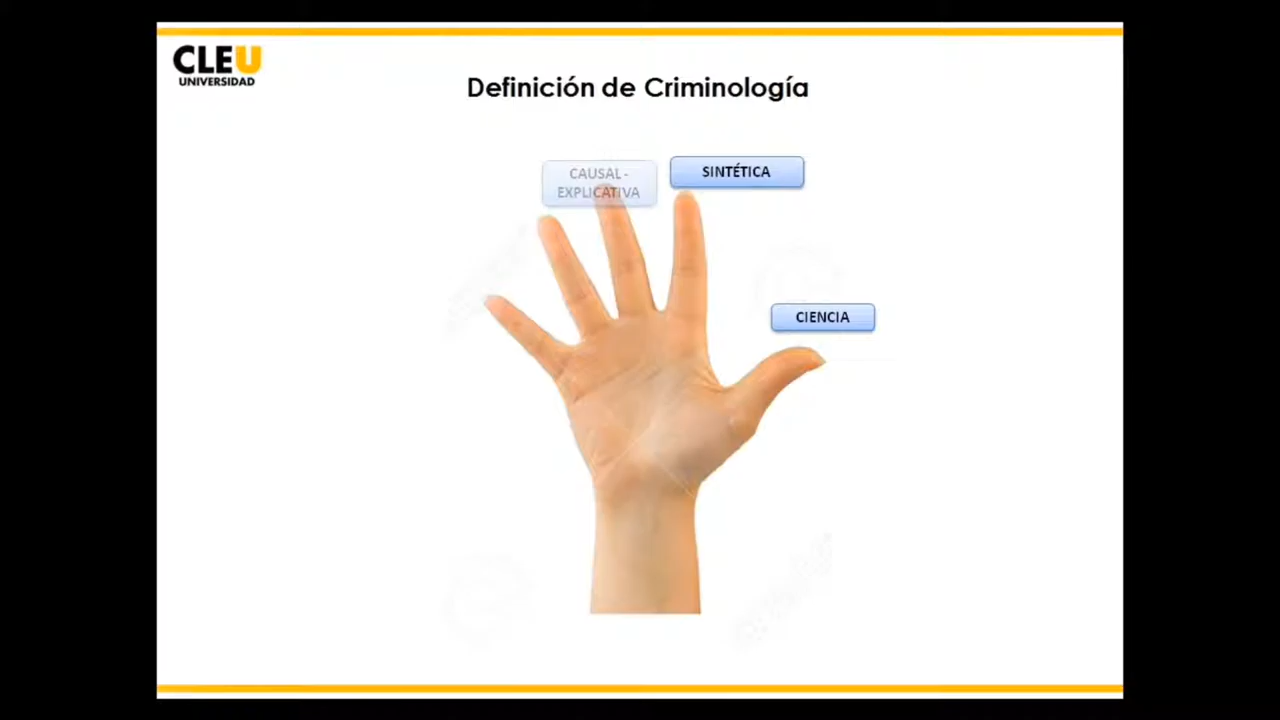 CLEU
UNIVERSIDAD
Definición de Criminología
CAUSAL -
EXPLICATIVA
SINTÉTICA
CIENCIA